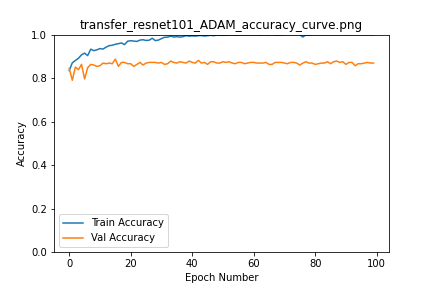 transfer_resnet101_ADAM_accuracy_curve.png
1.0
0.8
0.6
0.4
0.2
0.0
Accuracy
Train Accuracy
Val Accuracy
0 20 40 60 80 100
Epoch Number